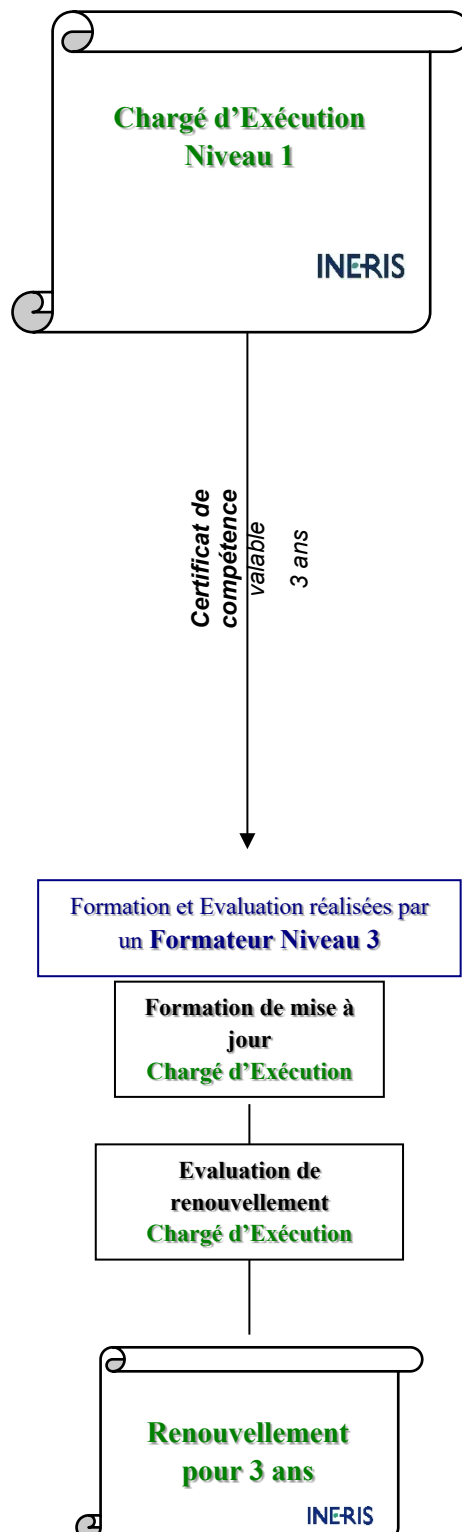 Chargé d’Exécution
Niveau 1
INERIS
Certificat de
compétence
valable
3 ans
Formation et Evaluation réalisées par
un Formateur Niveau 3
Formation de mise à
jour
Chargé d’Exécution
Evaluation de
renouvellement
Chargé d’Exécution
Renouvellement
pour 3 ans
INERIS